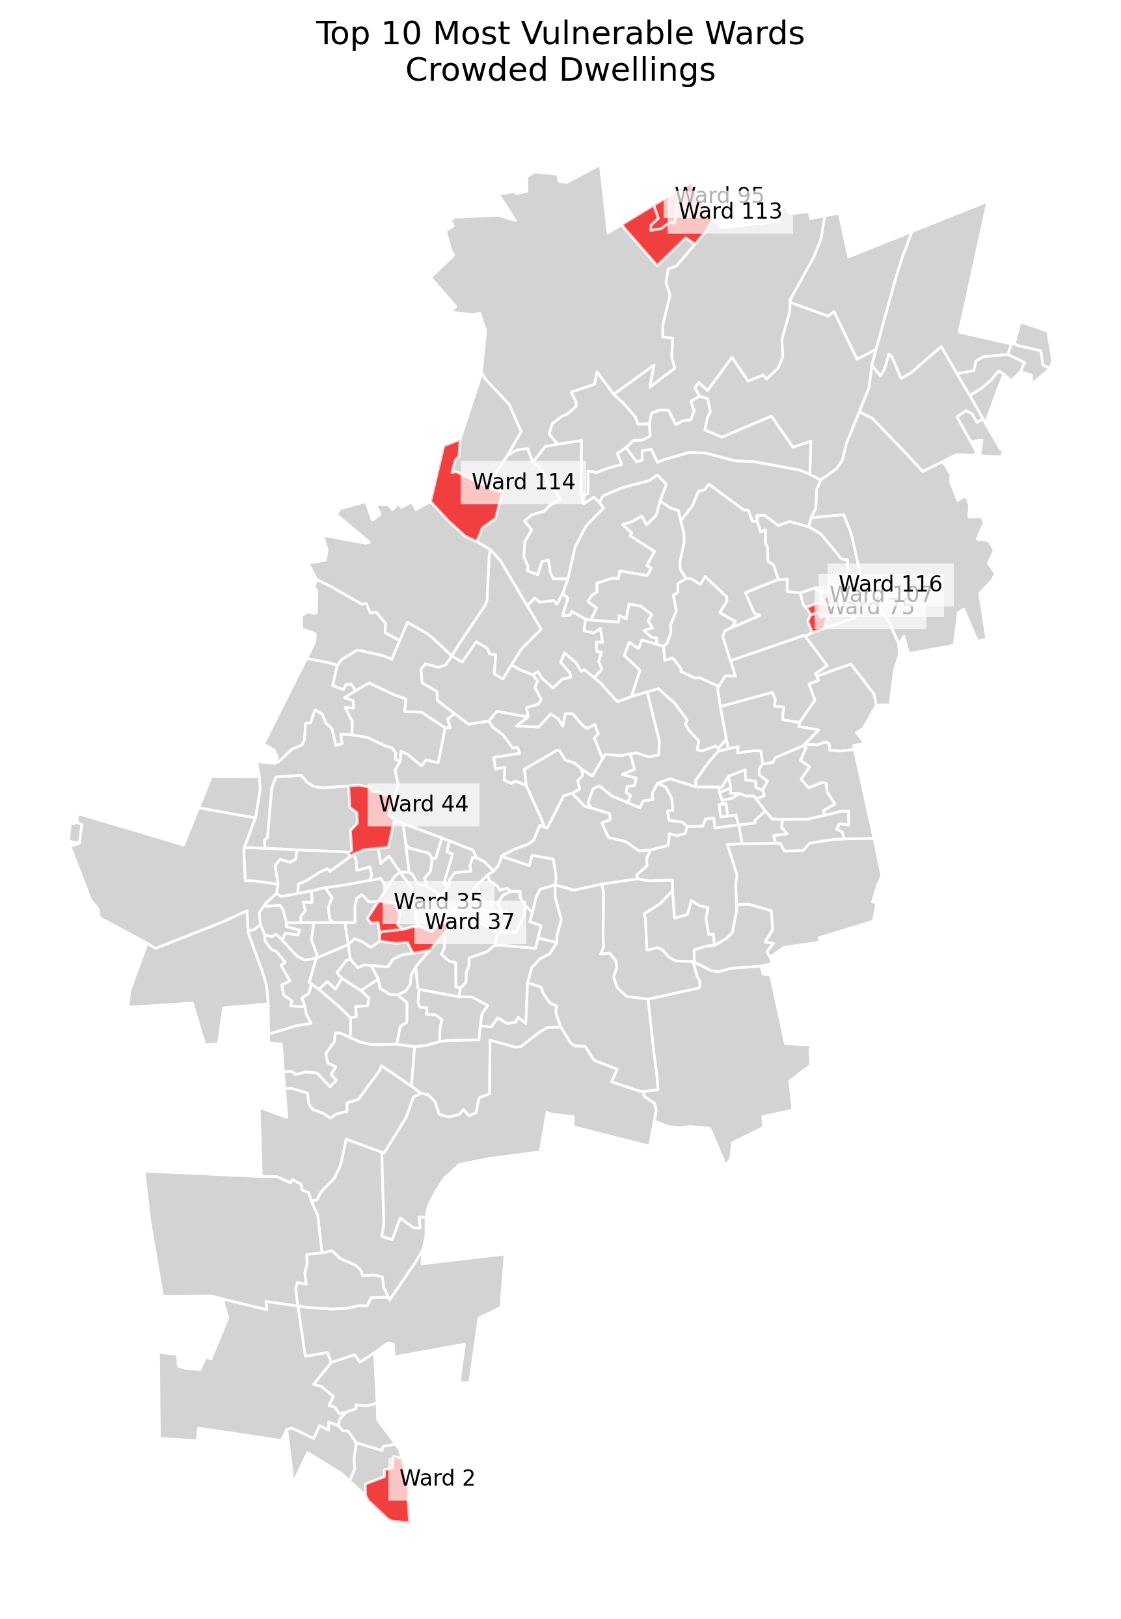 Top 10 Most Vulnerable Wards
Crowded Dwellings
Ward 95
Ward 113
Ward 114
Ward 116
Ward 107
Ward 75
Ward 44
Ward 35
Ward 37
Ward 2